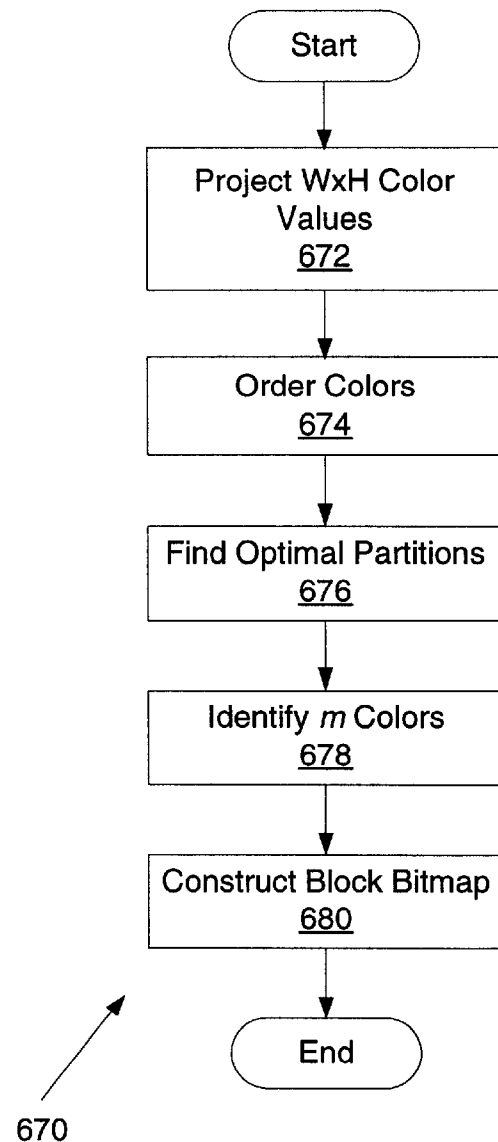 Start
Project WxH Color
Values
672
Order Colors
674
Find Optimal Partitions
676
Identify m Colors
678
Construct Block Bitmap
680
End
670